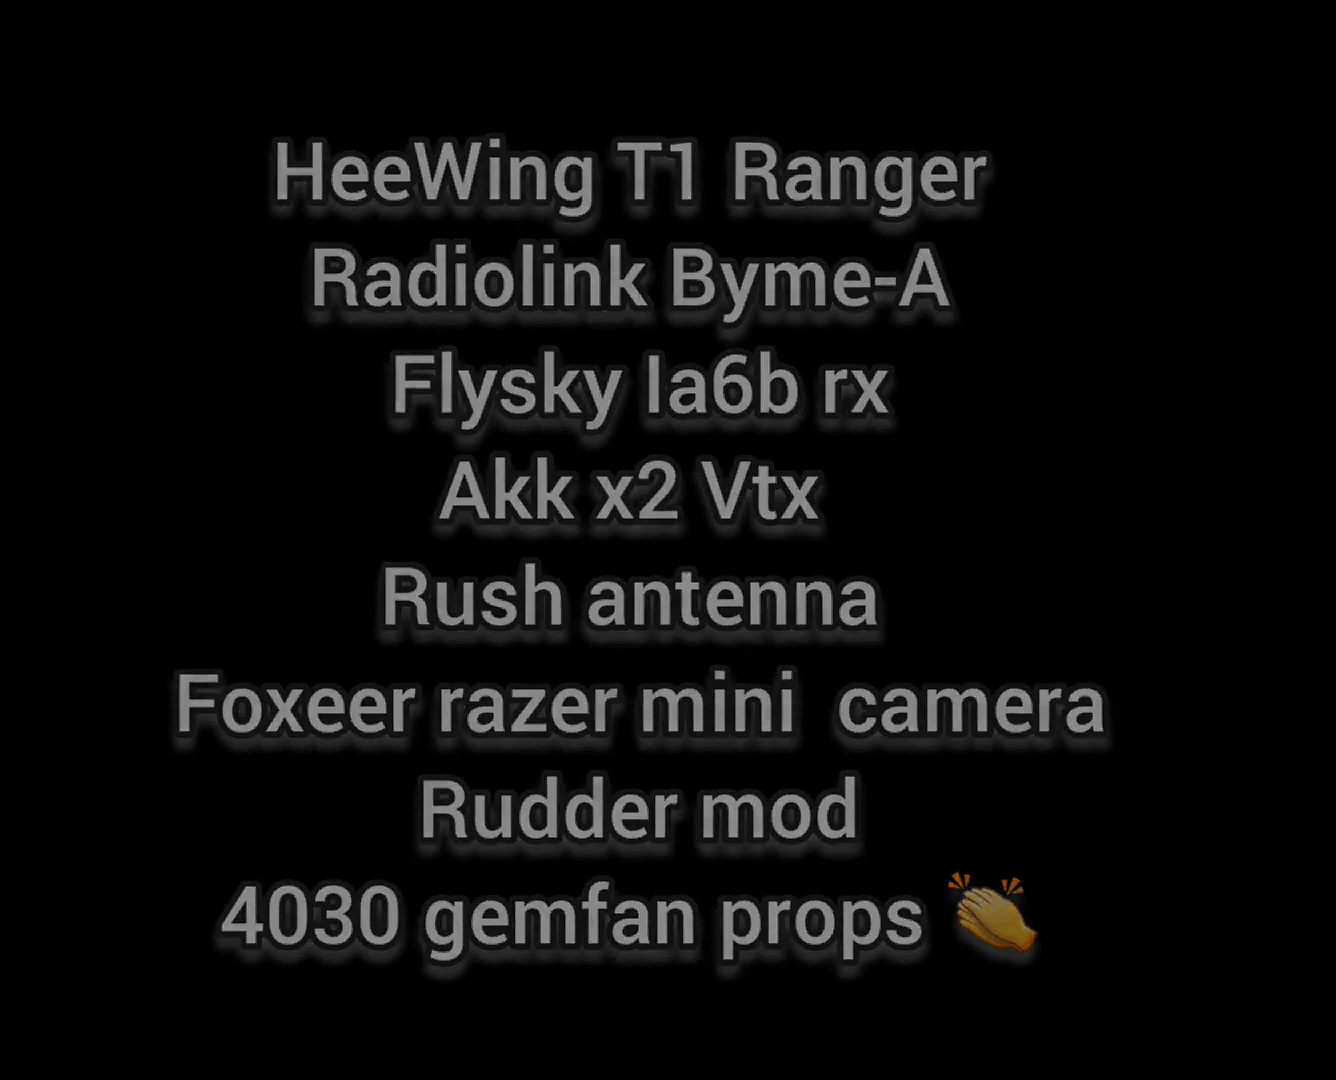 HeeWing T1 Ranger
Radiolink Byme-A
Flysky Ia6b rx
Akk x2 Vtx
Rush antenna
Foxeer razer mini camera
Rudder mod
4030 gemfan props 👏